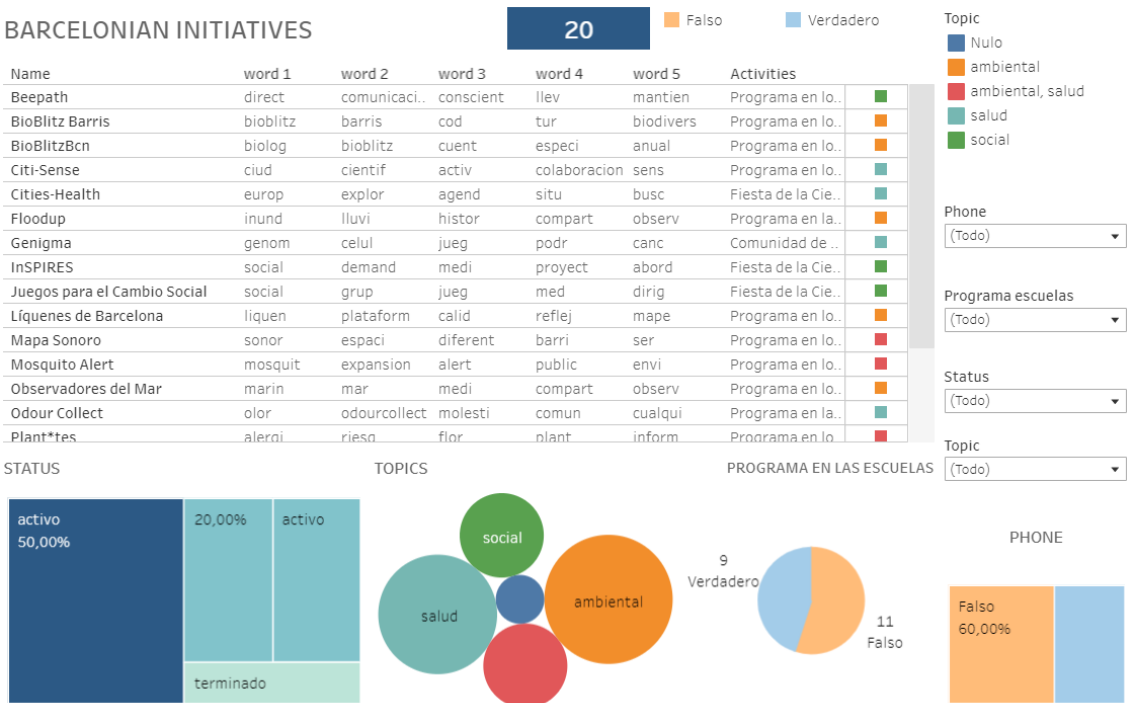 BARCELONIAN INITIATIVES
20
Falso
Verdadero
Name word 1 word 2 word 3 word 4 word 5 Activities
Beepath direct comunicaci.. conscient llev mantien Programa en lo..
BioBlitz Barris bioblitz barris cod tur biodivers Programa en lo..
BioBlitzBcn biolog bioblitz cuent especi anual Programa en lo..
Citi-Sense ciud cientif activ colaboracion sens Programa en lo..
Cities-Health europ explor agend situ busc Fiesta de la Cie..
Floodup inund lluvi histor compart observ Programa en la..
Genigma genom celul jueg podr canc Comunidad de ..
InSPIRES social demand medi proyect abord Fiesta de la Cie..
Juegos para el Cambio Social social grup jueg med dirig Fiesta de la Cie..
Líquenes de Barcelona liquen plataform calid reflej mape Programa en lo..
Mapa Sonoro sonor espaci diferent barri ser Programa en lo..
Mosquito Alert mosquit expansion alert public envi Programa en lo..
Observadores del Mar marin mar medi compart observ Programa en lo..
Odour Collect olor odourcollect molesti comun cualqui Programa en la..
Plant*tes alergi riesg flor plant inform Programa en lo..
Topic
Nulo
ambiental
ambiental, salud
salud
social
Phone
(Todo)
Programa escuelas
(Todo)
Status
(Todo)
Topic
(Todo)
STATUS
activo
50,00%
20,00%
activo
terminado
TOPICS
social
ambiental
salud
PROGRAMA EN LAS ESCUELAS
9
Verdadero
11
Falso
PHONE
Falso
60,00%